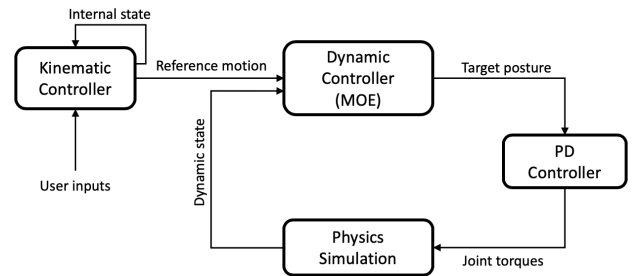 Internal state
Kinematic
Controller
Reference motion
Dynamic
Controller
(MOE)
Target posture
User inputs
Dynamic state
PD
Controller
Physics
Simulation
Joint torques